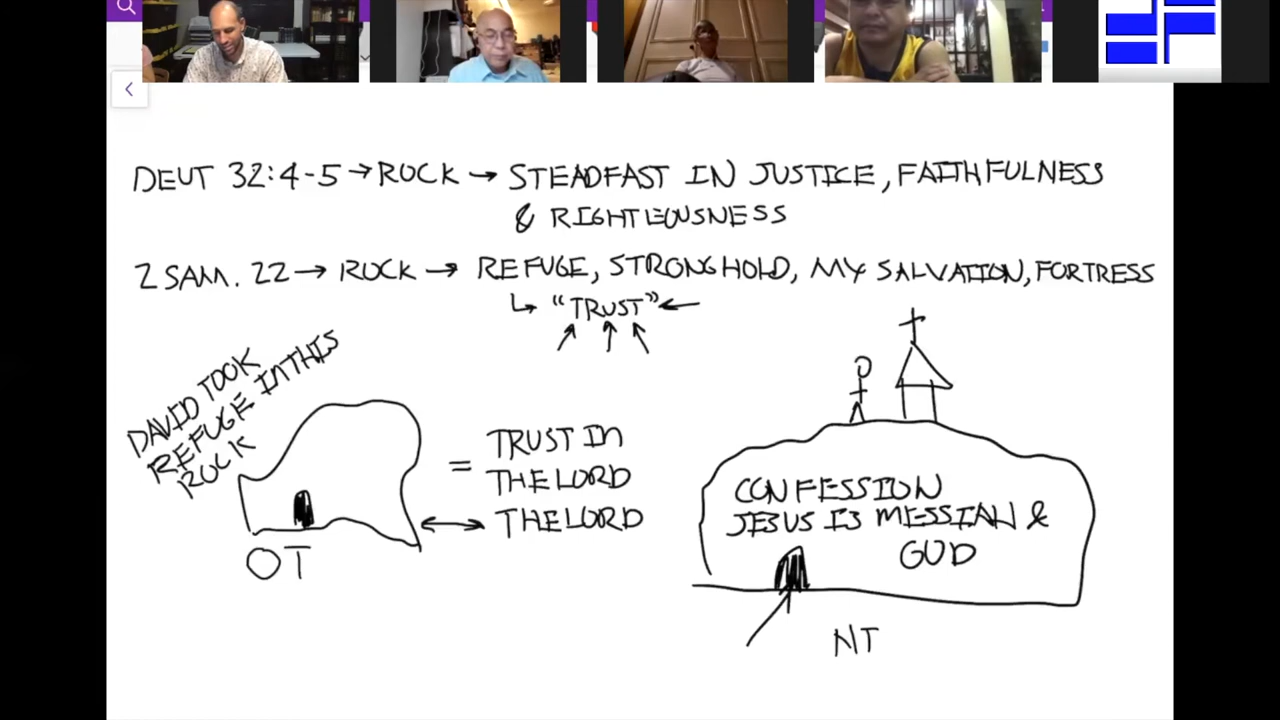 DEUT 32:4-5 → ROCK → STEADFAST IN JUSTICE, FAITHFULNESS
& RIGHTEOUSNESS
2 SAM. 22 → ROCK → REFUGE, STRONGHOLD, MY SALVATION, FORTRESS
↳ "TRUST" ←
DAVID TOOK
REFUGE IN THIS
ROCK
= TRUST IN
THE LORD
↔ THE LORD
OT
CONFESSION
JESUS IS MESSIAH &
GOD
NT